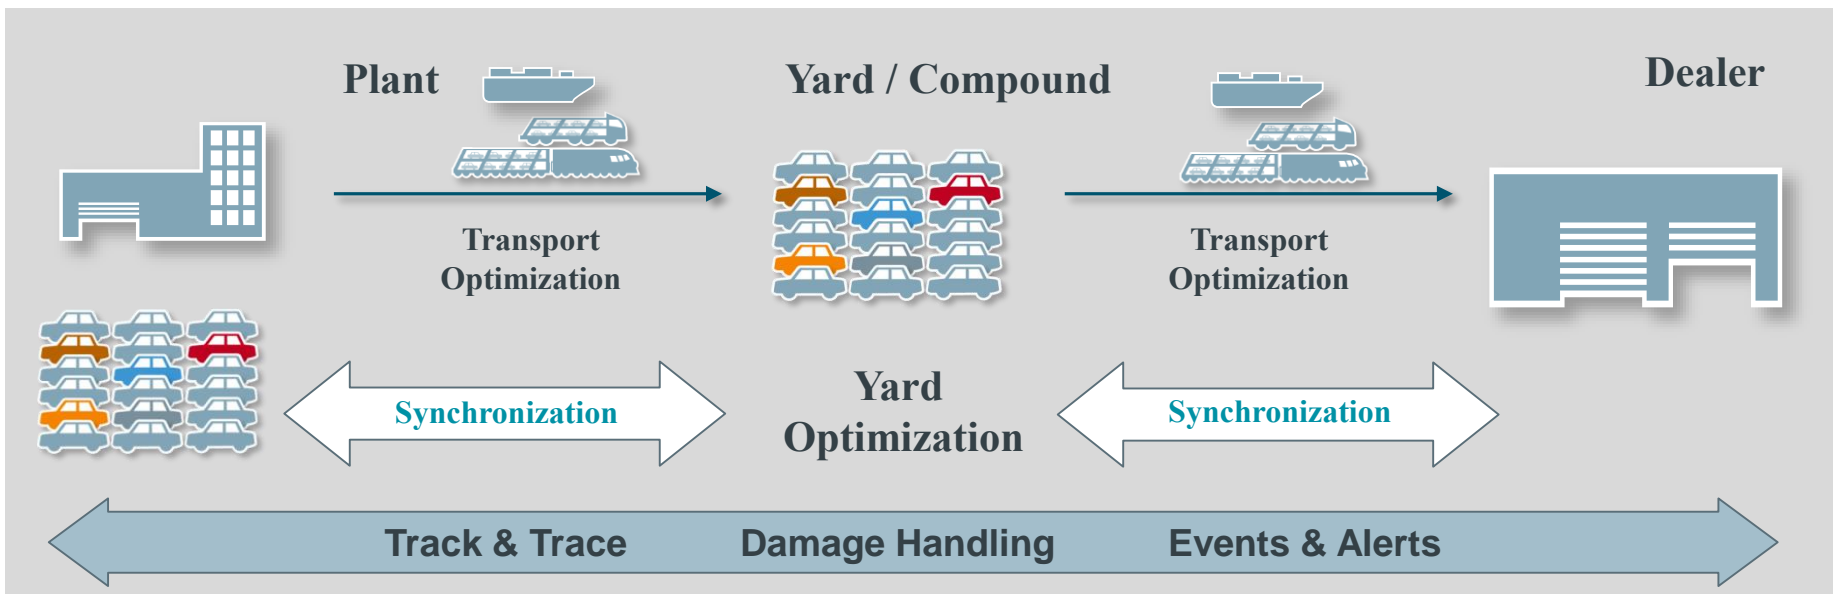 Plant
Yard / Compound
Dealer
Transport
Optimization
Transport
Optimization
Synchronization
Yard
Optimization
Synchronization
Track & Trace
Damage Handling
Events & Alerts